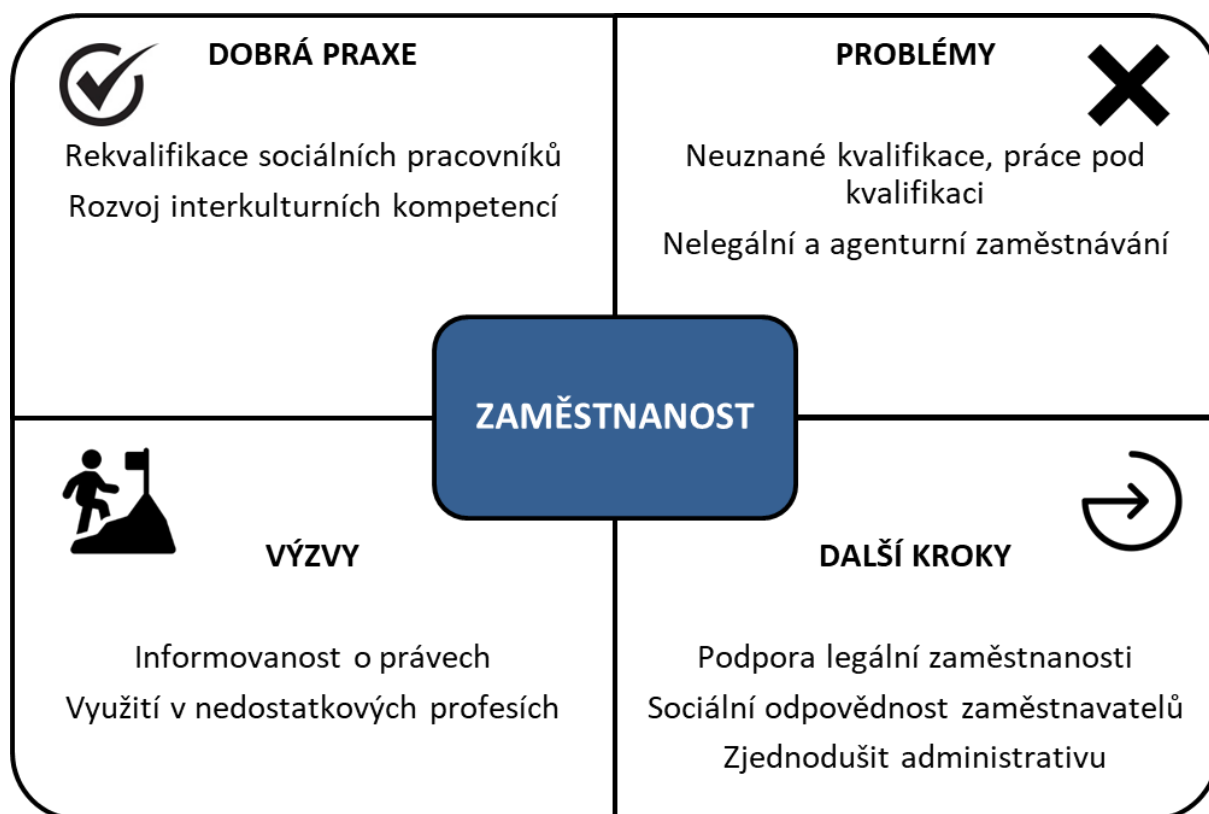 DOBRÁ PRAXE
Rekvalifikace sociálních pracovníků
Rozvoj interkulturních kompetencí
PROBLÉMY
Neuznané kvalifikace, práce pod
kvalifikaci
Nelegální a agenturní zaměstnávání
ZAMĚSTNANOST
VÝZVY
Informovanost o právech
Využití v nedostatkových profesích
DALŠÍ KROKY
Podpora legální zaměstnanosti
Sociální odpovědnost zaměstnavatelů
Zjednodušit administrativu